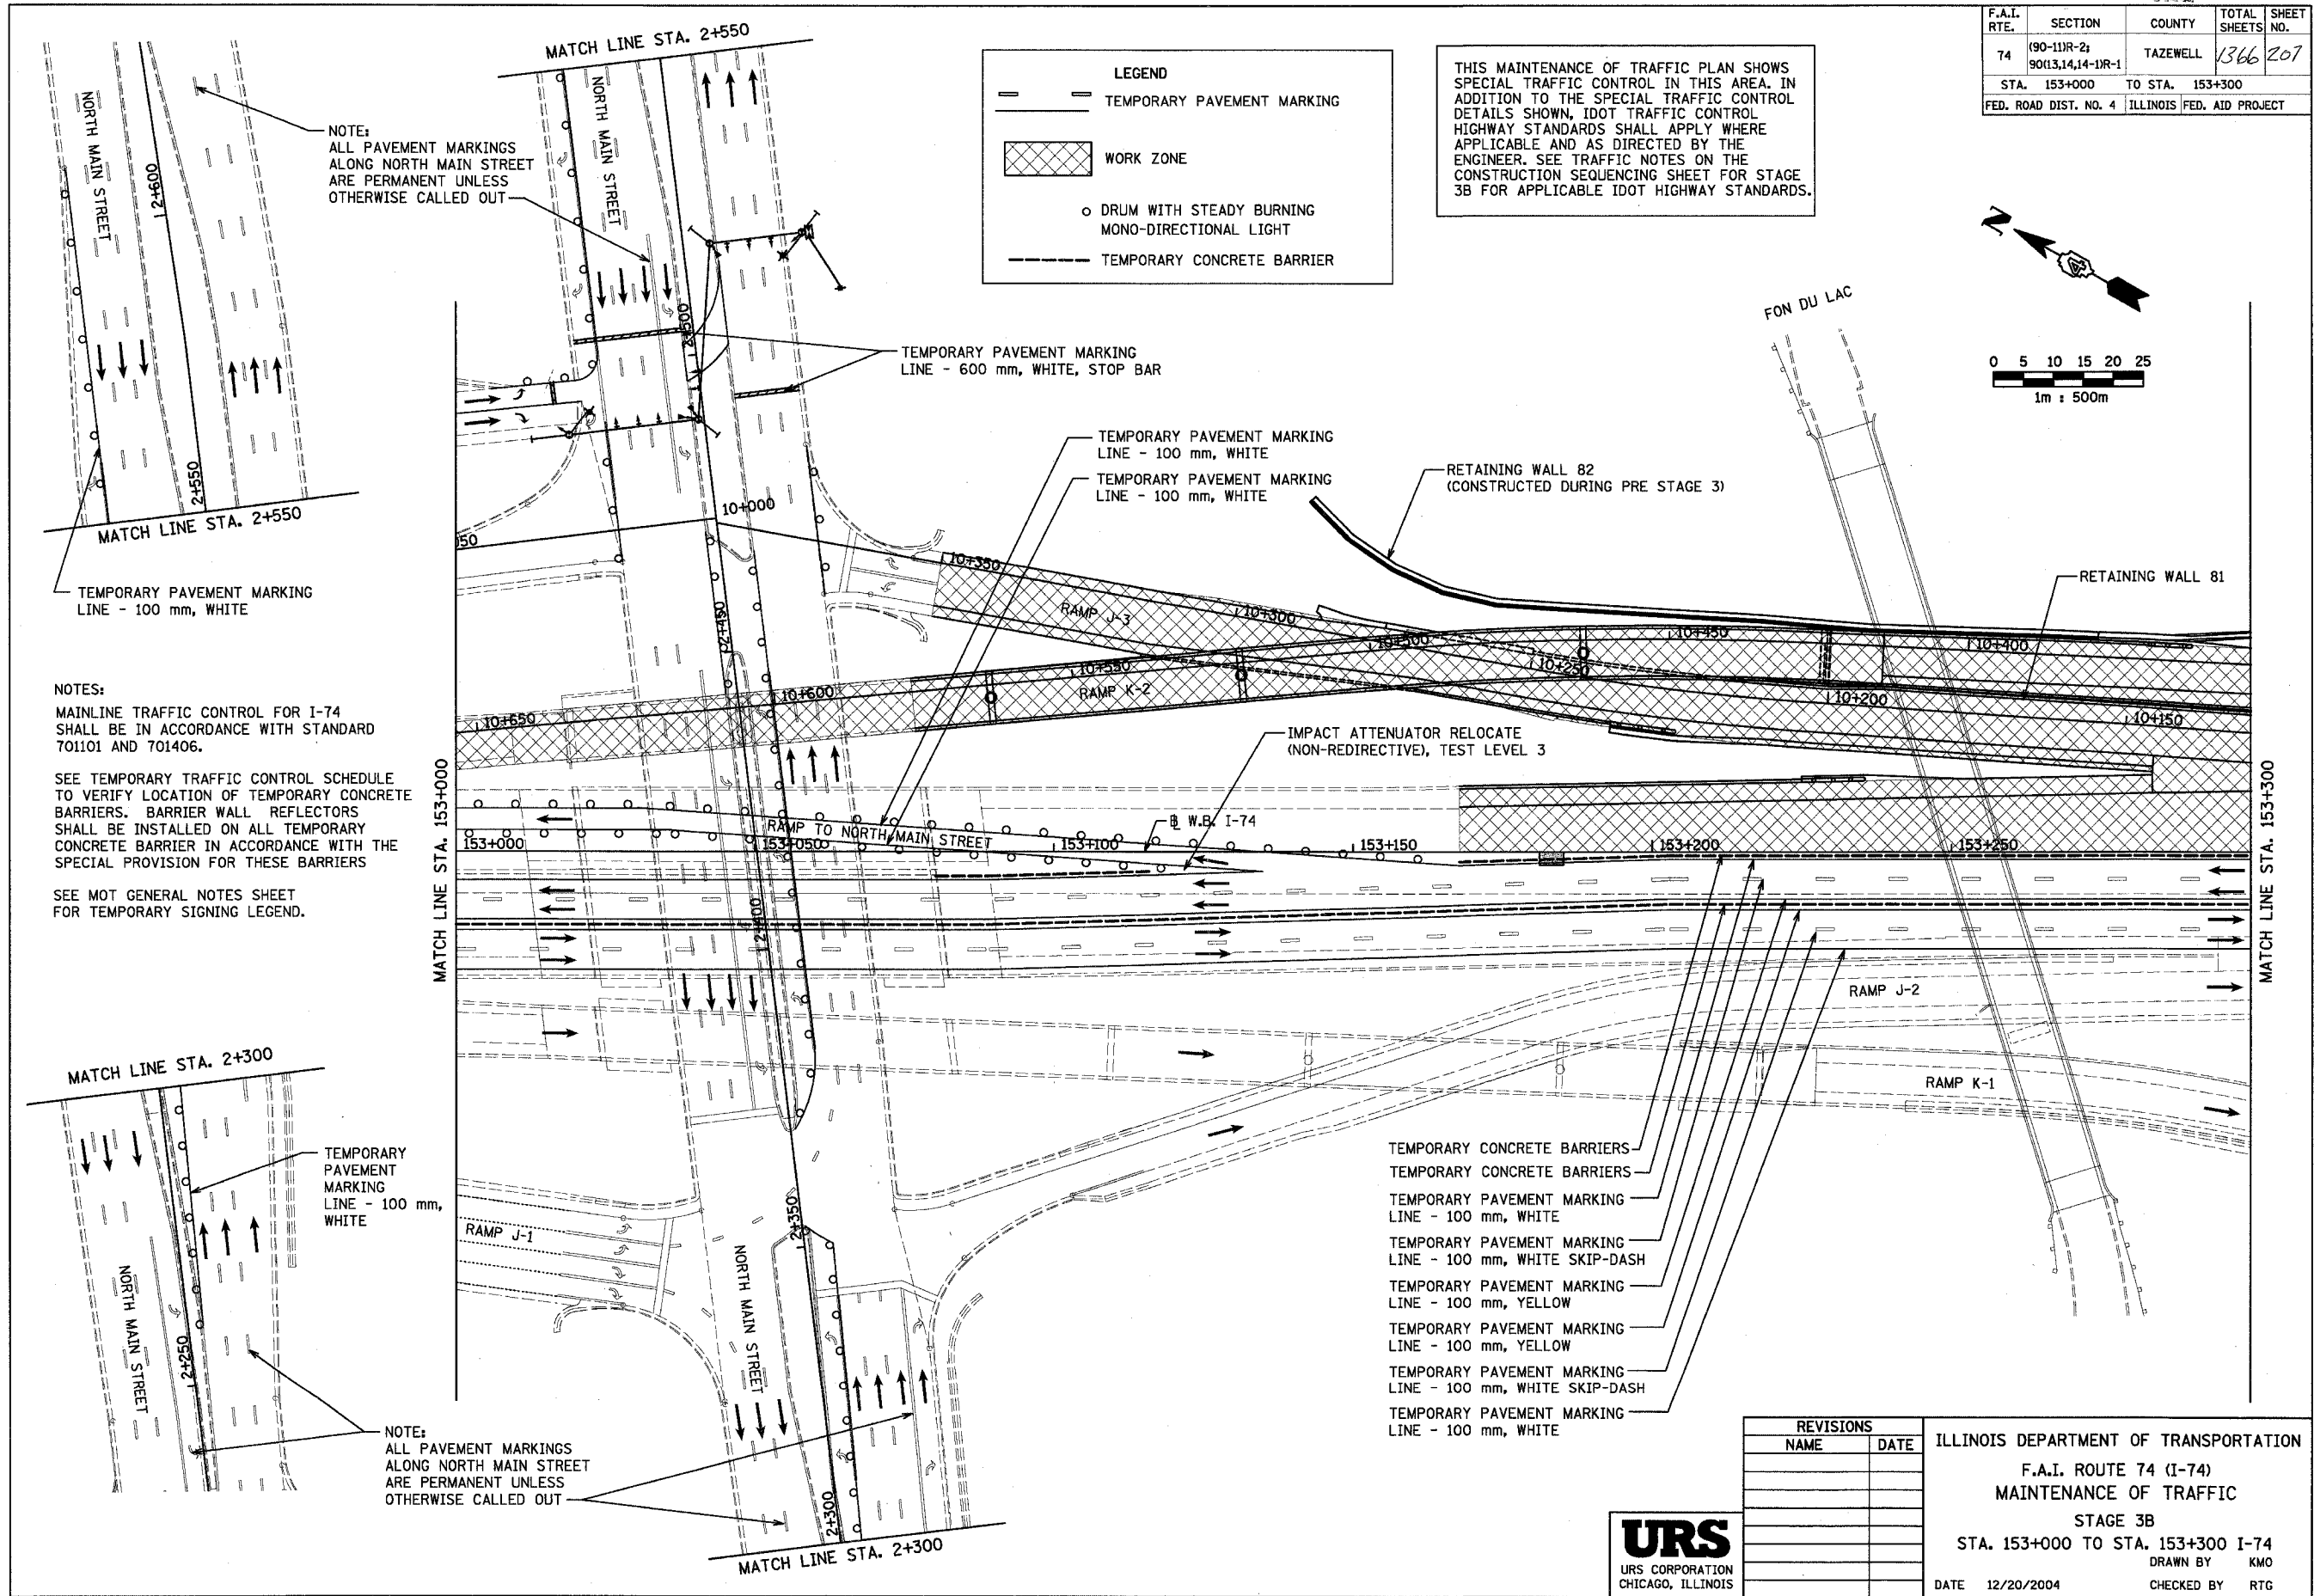 F.A.I. RTE.
SECTION
COUNTY
TOTAL SHEETS
SHEET NO.
74
(90-11)R-2;
90(13,14,14-1)R-1
TAZEWELL
1366
207
STA. 153+000 TO STA. 153+300
FED. ROAD DIST. NO. 4 ILLINOIS FED. AID PROJECT
MATCH LINE STA. 2+550
LEGEND
TEMPORARY PAVEMENT MARKING
WORK ZONE
DRUM WITH STEADY BURNING
MONO-DIRECTIONAL LIGHT
TEMPORARY CONCRETE BARRIER
THIS MAINTENANCE OF TRAFFIC PLAN SHOWS
SPECIAL TRAFFIC CONTROL IN THIS AREA. IN
ADDITION TO THE SPECIAL TRAFFIC CONTROL
DETAILS SHOWN, IDOT TRAFFIC CONTROL
HIGHWAY STANDARDS SHALL APPLY WHERE
APPLICABLE AND AS DIRECTED BY THE
ENGINEER. SEE TRAFFIC NOTES ON THE
CONSTRUCTION SEQUENCING SHEET FOR STAGE
3B FOR APPLICABLE IDOT HIGHWAY STANDARDS.
NORTH MAIN STREET
2+600
2+550
NOTE:
ALL PAVEMENT MARKINGS
ALONG NORTH MAIN STREET
ARE PERMANENT UNLESS
OTHERWISE CALLED OUT
NORTH MAIN STREET
2+500
MATCH LINE STA. 2+550
TEMPORARY PAVEMENT MARKING
LINE - 100 mm, WHITE
TEMPORARY PAVEMENT MARKING
LINE - 600 mm, WHITE, STOP BAR
TEMPORARY PAVEMENT MARKING
LINE - 100 mm, WHITE
TEMPORARY PAVEMENT MARKING
LINE - 100 mm, WHITE
RETAINING WALL 82
(CONSTRUCTED DURING PRE STAGE 3)
FON DU LAC
N
4
0 5 10 15 20 25
1m : 500m
RETAINING WALL 81
50
10+000
10+350
RAMP J-3
10+300
10+250
10+200
10+150
2+450
10+650
10+600
10+550
RAMP K-2
10+500
10+450
10+400
IMPACT ATTENUATOR RELOCATE
(NON-REDIRECTIVE), TEST LEVEL 3
NOTES:
MAINLINE TRAFFIC CONTROL FOR I-74
SHALL BE IN ACCORDANCE WITH STANDARD
701101 AND 701406.
SEE TEMPORARY TRAFFIC CONTROL SCHEDULE
TO VERIFY LOCATION OF TEMPORARY CONCRETE
BARRIERS. BARRIER WALL REFLECTORS
SHALL BE INSTALLED ON ALL TEMPORARY
CONCRETE BARRIER IN ACCORDANCE WITH THE
SPECIAL PROVISION FOR THESE BARRIERS
SEE MOT GENERAL NOTES SHEET
FOR TEMPORARY SIGNING LEGEND.
MATCH LINE STA. 153+000
RAMP TO NORTH MAIN STREET
W.B. I-74
153+000
153+050
153+100
153+150
153+200
153+250
MATCH LINE STA. 153+300
2+400
RAMP J-2
RAMP K-1
MATCH LINE STA. 2+300
TEMPORARY
PAVEMENT
MARKING
LINE - 100 mm,
WHITE
NORTH MAIN STREET
2+250
RAMP J-1
2+350
NORTH MAIN STREET
2+300
NOTE:
ALL PAVEMENT MARKINGS
ALONG NORTH MAIN STREET
ARE PERMANENT UNLESS
OTHERWISE CALLED OUT
MATCH LINE STA. 2+300
TEMPORARY CONCRETE BARRIERS
TEMPORARY CONCRETE BARRIERS
TEMPORARY PAVEMENT MARKING
LINE - 100 mm, WHITE
TEMPORARY PAVEMENT MARKING
LINE - 100 mm, WHITE SKIP-DASH
TEMPORARY PAVEMENT MARKING
LINE - 100 mm, YELLOW
TEMPORARY PAVEMENT MARKING
LINE - 100 mm, YELLOW
TEMPORARY PAVEMENT MARKING
LINE - 100 mm, WHITE SKIP-DASH
TEMPORARY PAVEMENT MARKING
LINE - 100 mm, WHITE
URS
URS CORPORATION
CHICAGO, ILLINOIS
REVISIONS
NAME DATE
ILLINOIS DEPARTMENT OF TRANSPORTATION
F.A.I. ROUTE 74 (I-74)
MAINTENANCE OF TRAFFIC
STAGE 3B
STA. 153+000 TO STA. 153+300 I-74
DRAWN BY KMO
DATE 12/20/2004 CHECKED BY RTG